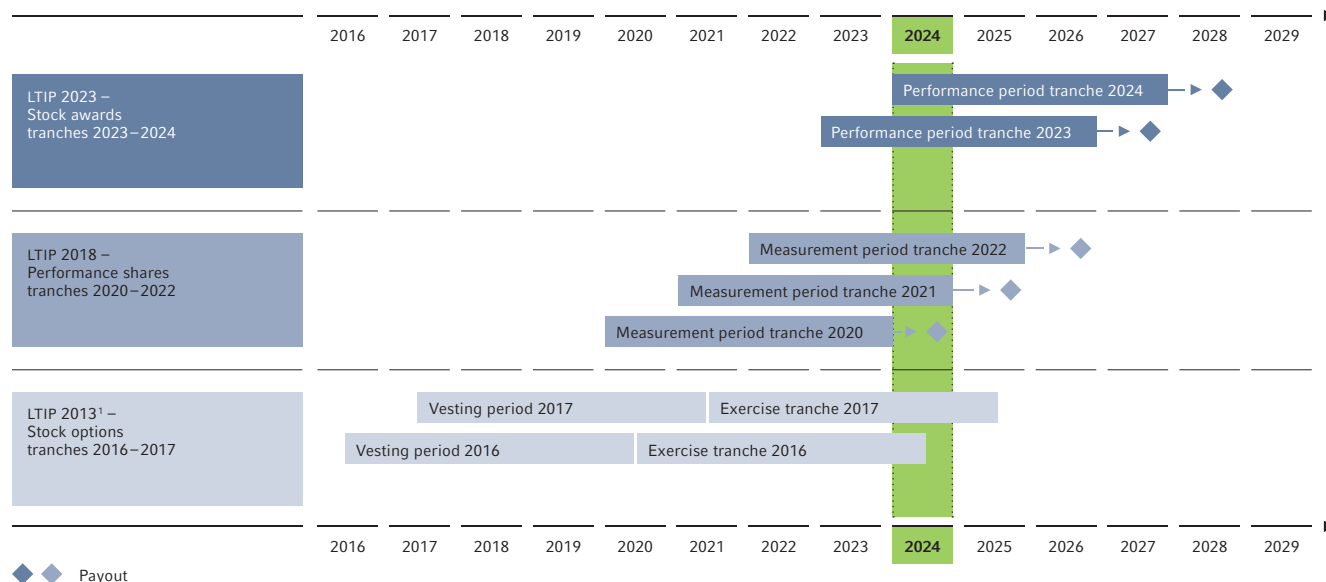 2016 2017 2018 2019 2020 2021 2022 2023 2024 2025 2026 2027 2028 2029
LTIP 2023 –
Stock awards
tranches 2023–2024
Performance period tranche 2024
Performance period tranche 2023
LTIP 2018 –
Performance shares
tranches 2020–2022
Measurement period tranche 2022
Measurement period tranche 2021
Measurement period tranche 2020
LTIP 2013¹ –
Stock options
tranches 2016–2017
Vesting period 2017 Exercise tranche 2017
Vesting period 2016 Exercise tranche 2016
2016 2017 2018 2019 2020 2021 2022 2023 2024 2025 2026 2027 2028 2029
Payout